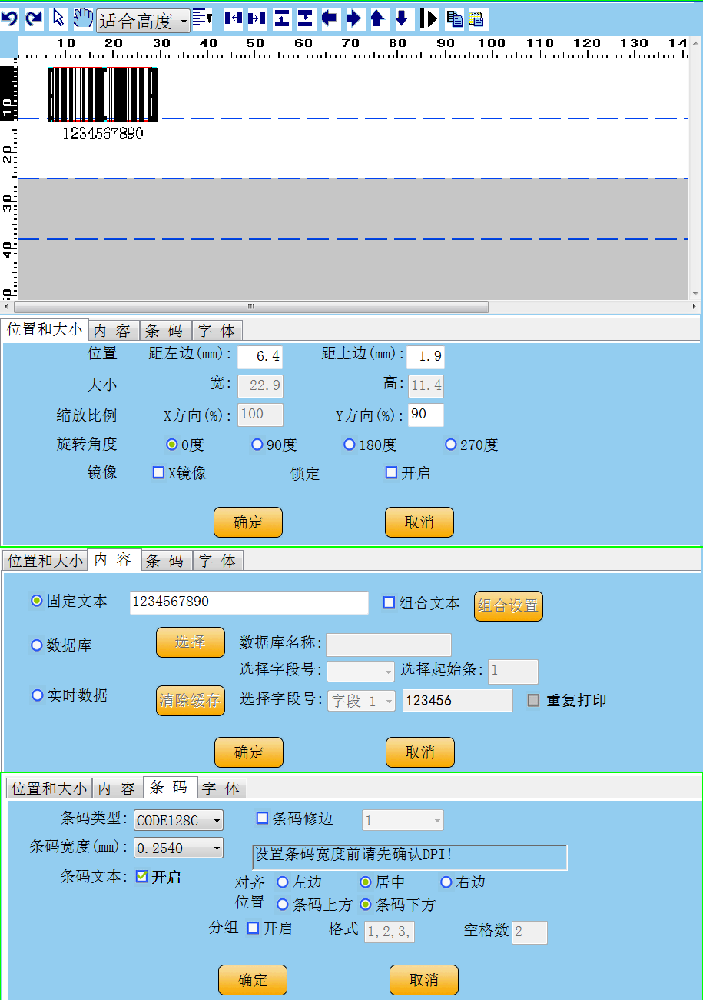 适合高度
10 20 30 40 50 60 70 80 90 100 110 120 130 14
10
1234567890
20
30
40
位置和大小 内 容 条 码 字 体
位置 距左边(mm): 6.4 距上边(mm): 1.9
大小 宽: 22.9 高: 11.4
缩放比例 X方向(%): 100 Y方向(%): 90
旋转角度 0度 90度 180度 270度
镜像 X镜像 锁定 开启
确定 取消
位置和大小 内 容 条 码 字 体
固定文本 1234567890 组合文本 组合设置
数据库 选择 数据库名称:
选择字段号: 选择起始条: 1
实时数据 清除缓存 选择字段号: 字段 1 123456 重复打印
确定 取消
位置和大小 内 容 条 码 字 体
条码类型: CODE128C 条码修边 1
条码宽度(mm): 0.2540 设置条码宽度前请先确认DPI!
条码文本: 开启 对齐 左边 居中 右边
位置 条码上方 条码下方
分组 开启 格式 1,2,3, 空格数 2
确定 取消